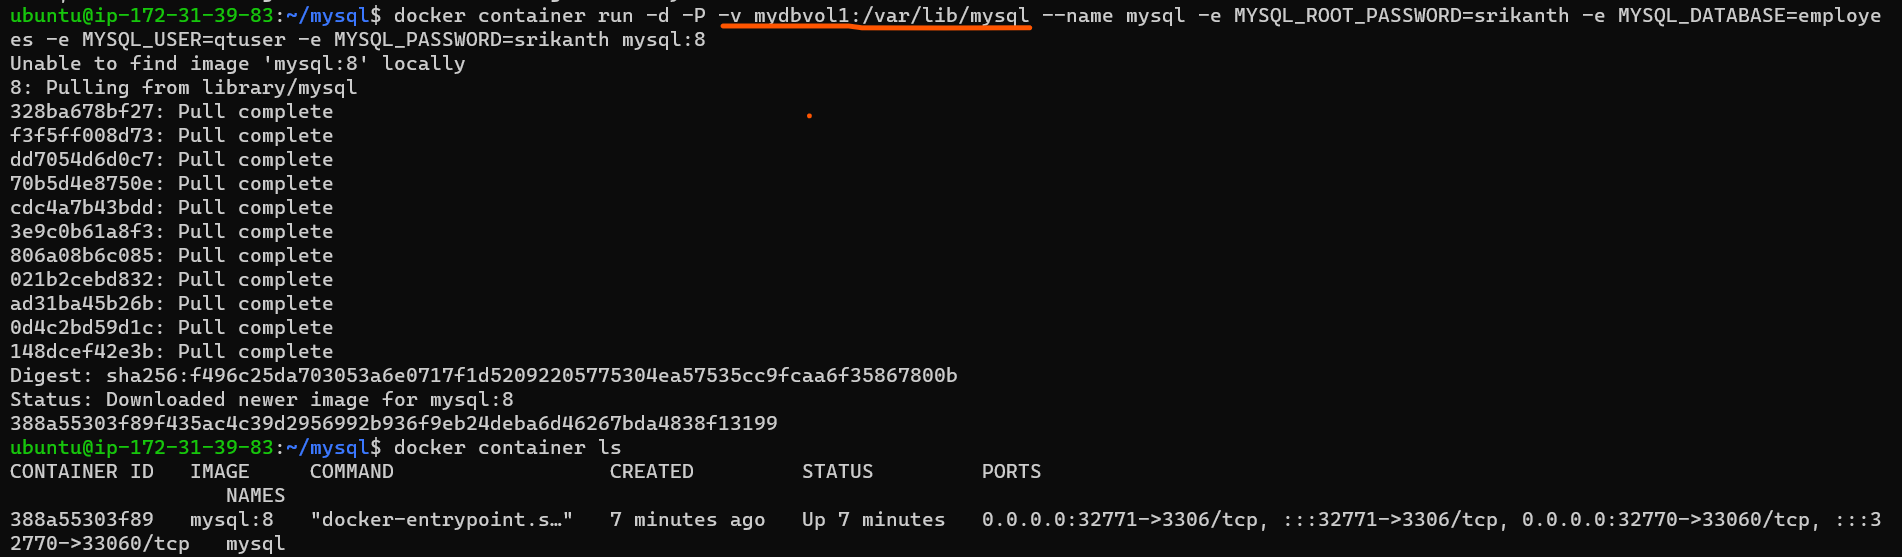 ubuntu@ip-172-31-39-83:~/mysql$ docker container run -d -P -v mydbvol1:/var/lib/mysql --name mysql -e MYSQL_ROOT_PASSWORD=srikanth -e MYSQL_DATABASE=employe
es -e MYSQL_USER=qtuser -e MYSQL_PASSWORD=srikanth mysql:8
Unable to find image 'mysql:8' locally
8: Pulling from library/mysql
328ba678bf27: Pull complete
f3f5ff008d73: Pull complete
dd7054d6d0c7: Pull complete
70b5d4e8750e: Pull complete
cdc4a7b43bdd: Pull complete
3e9c0b61a8f3: Pull complete
806a08b6c085: Pull complete
021b2cebd832: Pull complete
ad31ba45b26b: Pull complete
0d4c2bd59d1c: Pull complete
148dcef42e3b: Pull complete
Digest: sha256:f496c25da703053a6e0717f1d52092205775304ea57535cc9fcaa6f35867800b
Status: Downloaded newer image for mysql:8
388a55303f89f435ac4c39d2956992b936f9eb24deba6d46267bda4838f13199
ubuntu@ip-172-31-39-83:~/mysql$ docker container ls
CONTAINER ID   IMAGE     COMMAND                  CREATED         STATUS         PORTS
                  NAMES
388a55303f89   mysql:8   "docker-entrypoint.s…"   7 minutes ago   Up 7 minutes   0.0.0.0:32771->3306/tcp, :::32771->3306/tcp, 0.0.0.0:32770->33060/tcp, :::3
2770->33060/tcp   mysql